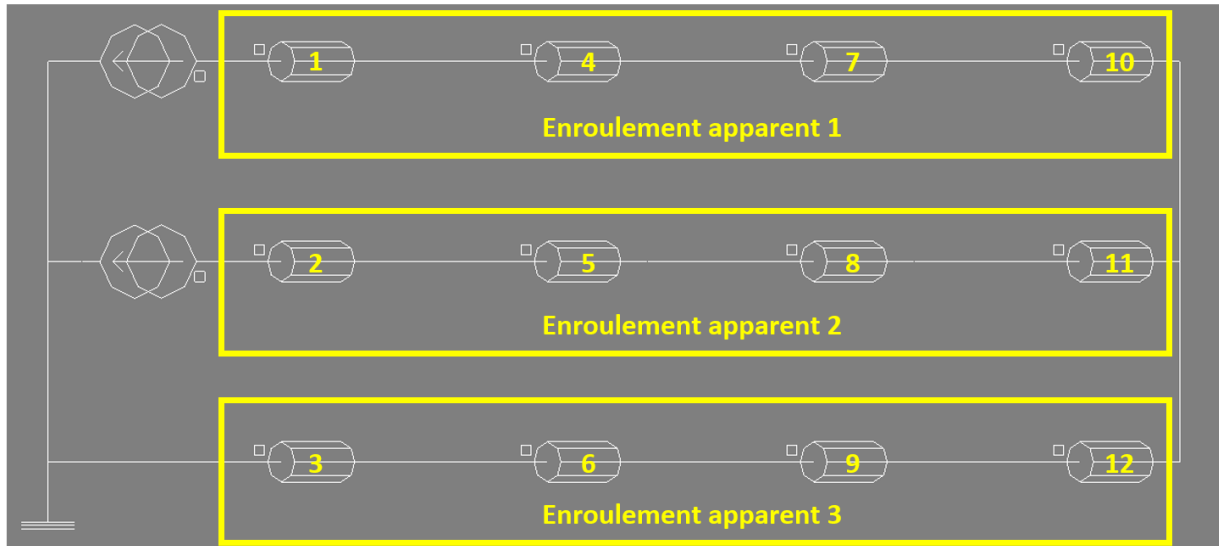 1 4 7 10
Enroulement apparent 1
2 5 8 11
Enroulement apparent 2
3 6 9 12
Enroulement apparent 3